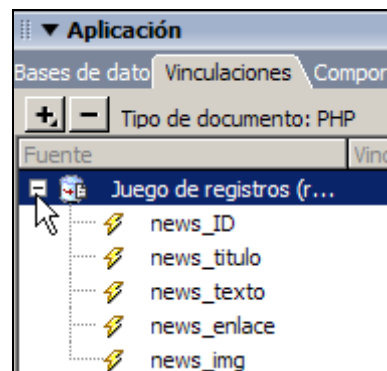 Aplicación
Bases de dato Vinculaciones Compor
Tipo de documento: PHP
Fuente Vinc
Juego de registros (r...
news_ID
news_titulo
news_texto
news_enlace
news_img